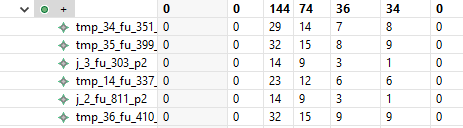 + 0 0 144 74 36 34 0
tmp_34_fu_351_ 0 0 29 14 7 8 0
tmp_35_fu_399_ 0 0 32 15 8 9 0
j_3_fu_303_p2 0 0 14 9 3 1 0
tmp_14_fu_337_ 0 0 23 12 6 6 0
j_2_fu_811_p2 0 0 14 9 3 1 0
tmp_36_fu_410_ 0 0 32 15 9 9 0